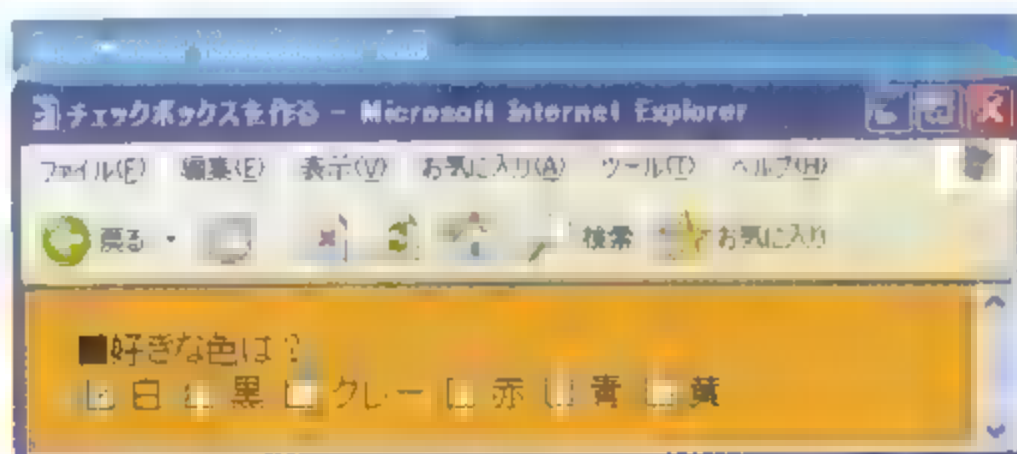 チェックボックスを作る - Microsoft Internet Explorer
ファイル(F) 編集(E) 表示(V) お気に入り(A) ツール(T) ヘルプ(H)
戻る 検索 お気に入り
■好きな色は?
白 黒 グレー 赤 青 黄